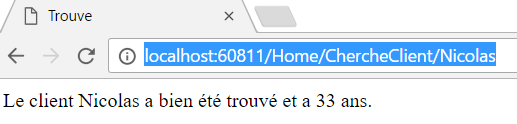 Trouve
localhost:60811/Home/ChercheClient/Nicolas
Le client Nicolas a bien été trouvé et a 33 ans.